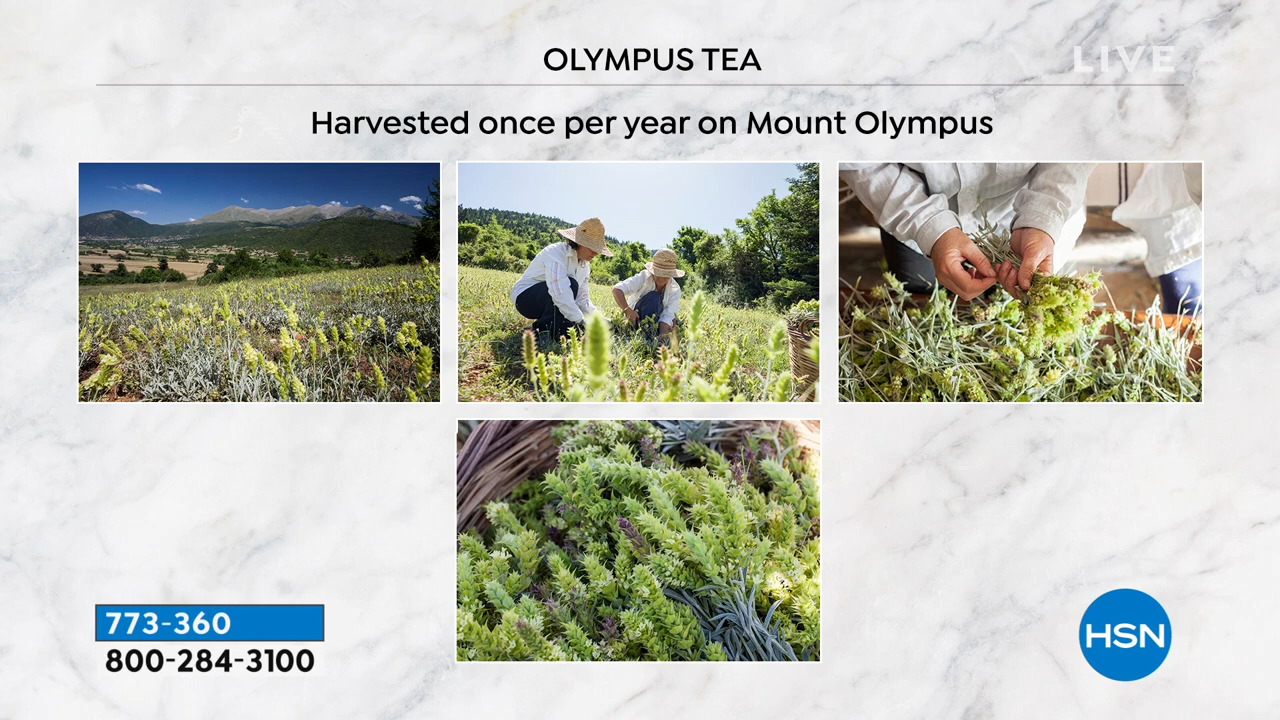 OLYMPUS TEA
LIVE
Harvested once per year on Mount Olympus
773-360
800-284-3100
HSN